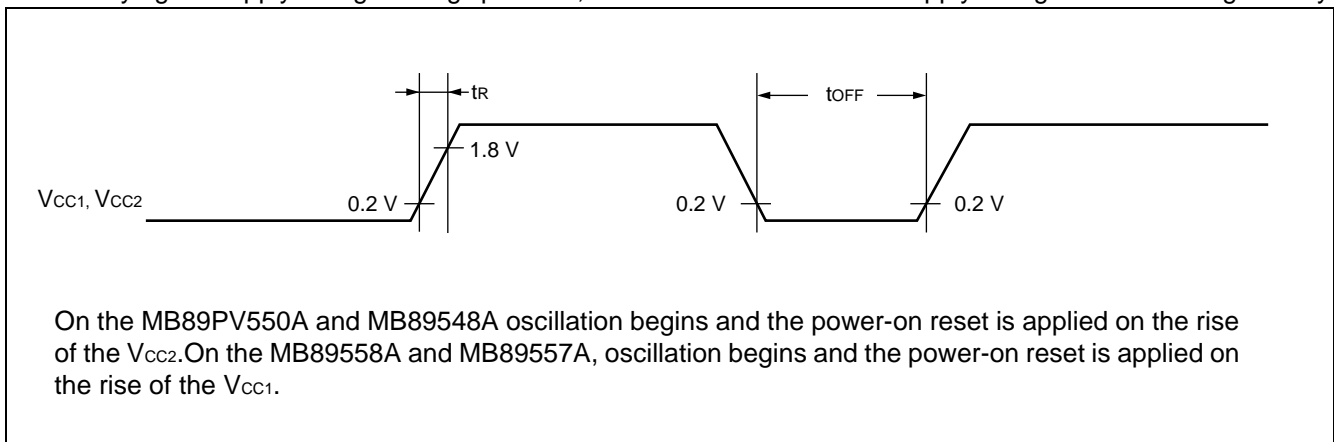 tR
tOFF
1.8 V
VCC1, VCC2
0.2 V
0.2 V
0.2 V
On the MB89PV550A and MB89548A oscillation begins and the power-on reset is applied on the rise
of the VCC2.On the MB89558A and MB89557A, oscillation begins and the power-on reset is applied on
the rise of the VCC1.